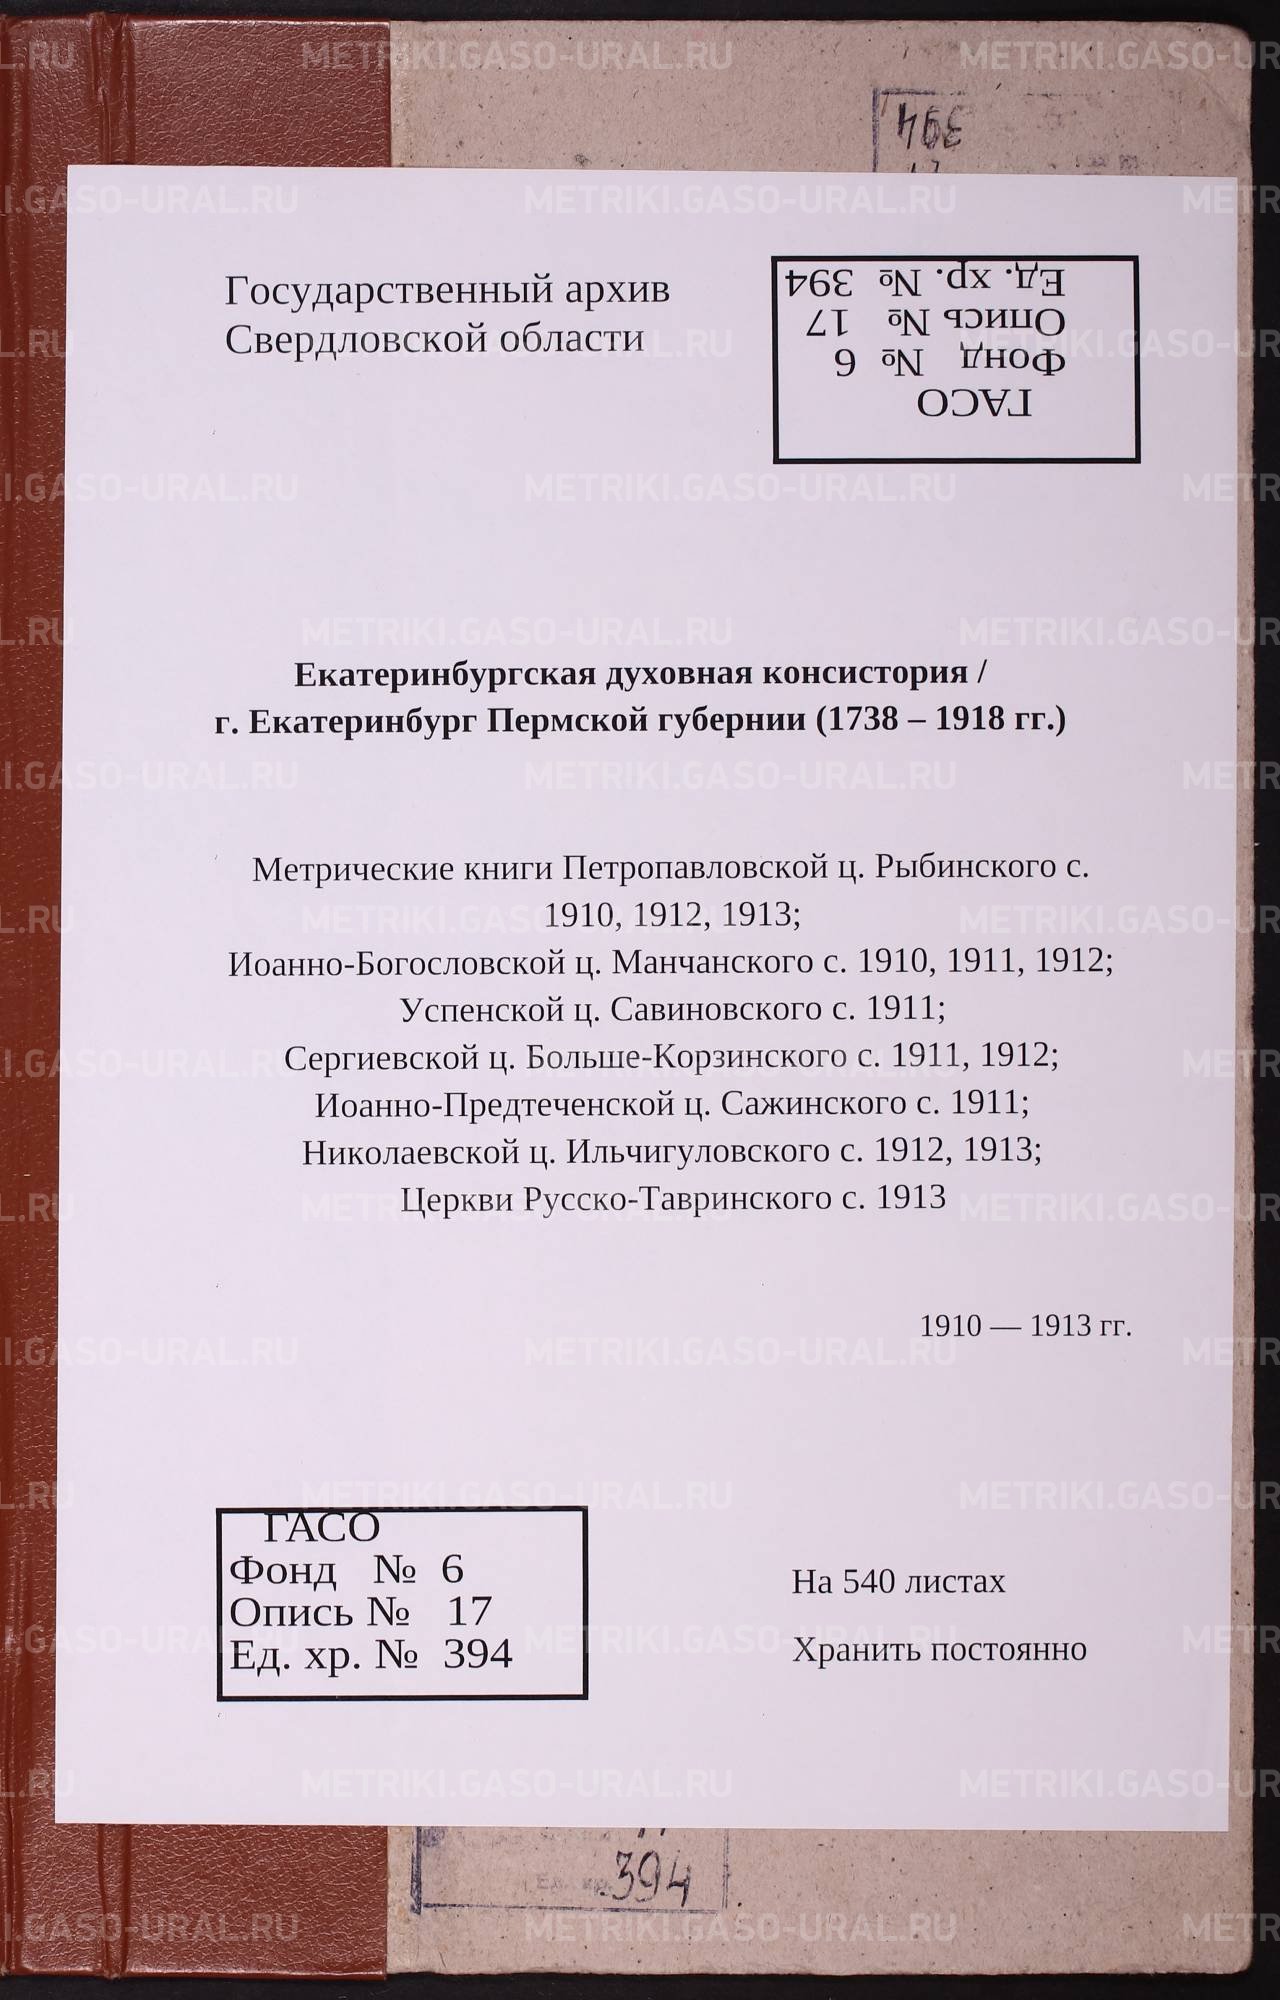 394
Государственный архив
Свердловской области
ГАСО
Фонд № 6
Опись № 17
Ед. хр. № 394
Екатеринбургская духовная консистория /
г. Екатеринбург Пермской губернии (1738 – 1918 гг.)
Метрические книги Петропавловской ц. Рыбинского с.
1910, 1912, 1913;
Иоанно-Богословской ц. Манчанского с. 1910, 1911, 1912;
Успенской ц. Савиновского с. 1911;
Сергиевской ц. Больше-Корзинского с. 1911, 1912;
Иоанно-Предтеченской ц. Сажинского с. 1911;
Николаевской ц. Ильчигуловского с. 1912, 1913;
Церкви Русско-Тавринского с. 1913
1910 — 1913 гг.
ГАСО
Фонд № 6
Опись № 17
Ед. хр. № 394
На 540 листах
Хранить постоянно
394
METRIKI.GASO-URAL.RU